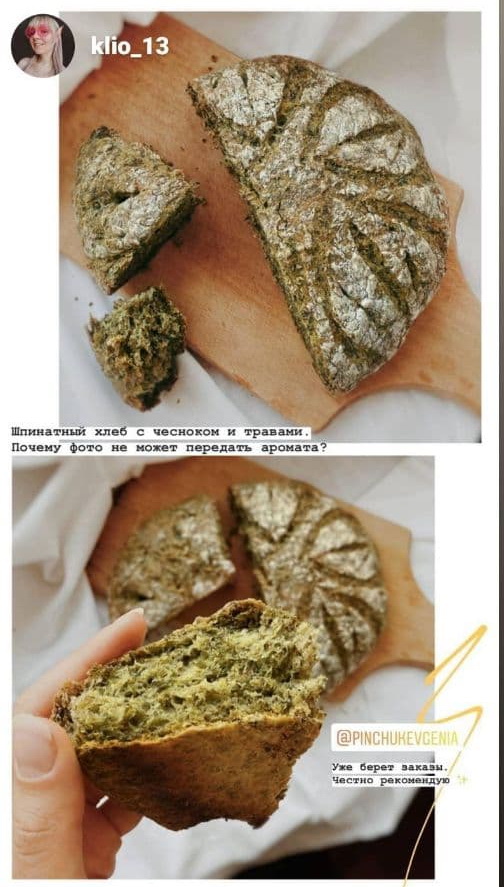 klio_13
Шпинатный хлеб с чесноком и травами.
Почему фото не может передать аромата?
@PINCHUKEVGENIA
Уже берет заказы.
Честно рекомендую ✨